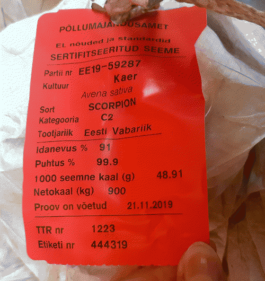 PÕLLUMAJANDUSAMET
EL nõuded ja standardid
SERTIFITSEERITUD SEEME
Partii nr EE19-59287
Kultuur Kaer
Avena sativa
Sort SCORPION
Kategooria C2
Tootjariik Eesti Vabariik
Idanevus % 91
Puhtus % 99.9
1000 seemne kaal (g) 48.91
Netokaal (kg) 900
Proov on võetud 21.11.2019
TTR nr 1223
Etiketi nr 444319